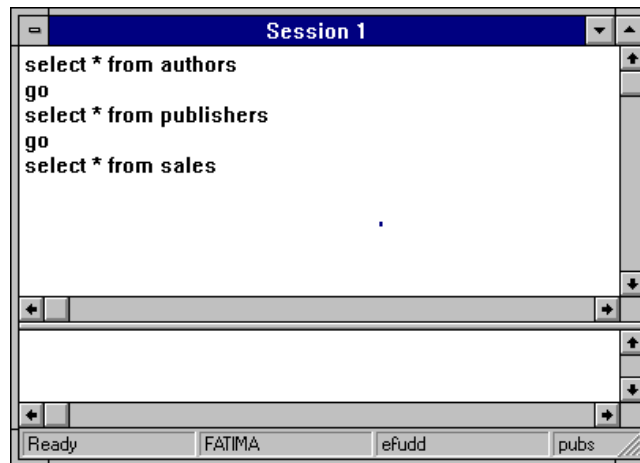 Session 1
select * from authors
go
select * from publishers
go
select * from sales
Ready FATIMA efudd pubs